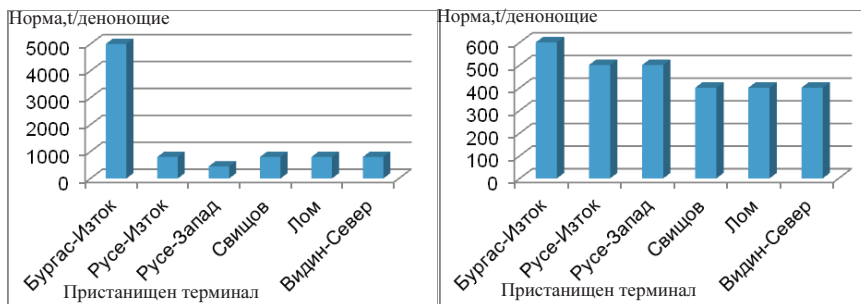 Норма,t/денонощие
5000
4000
3000
2000
1000
0
Бургас-Изток
Русе-Изток
Русе-Запад
Свищов
Лом
Видин-Север
Пристанищен терминал
Норма,t/денонощие
600
500
400
300
200
100
0
Бургас-Изток
Русе-Изток
Русе-Запад
Свищов
Лом
Видин-Север
Пристанищен терминал